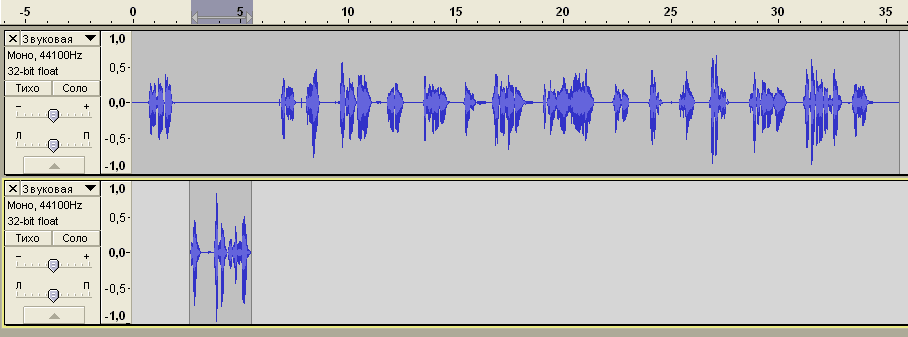 -5 0 5 10 15 20 25 30 35
Звуковая
Моно, 44100Hz
32-bit float
Тихо Соло
- +
Л П
1,0
0,5-
0,0-
-0,5-
-1,0
Звуковая
Моно, 44100Hz
32-bit float
Тихо Соло
- +
Л П
1,0
0,5-
0,0-
-0,5-
-1,0